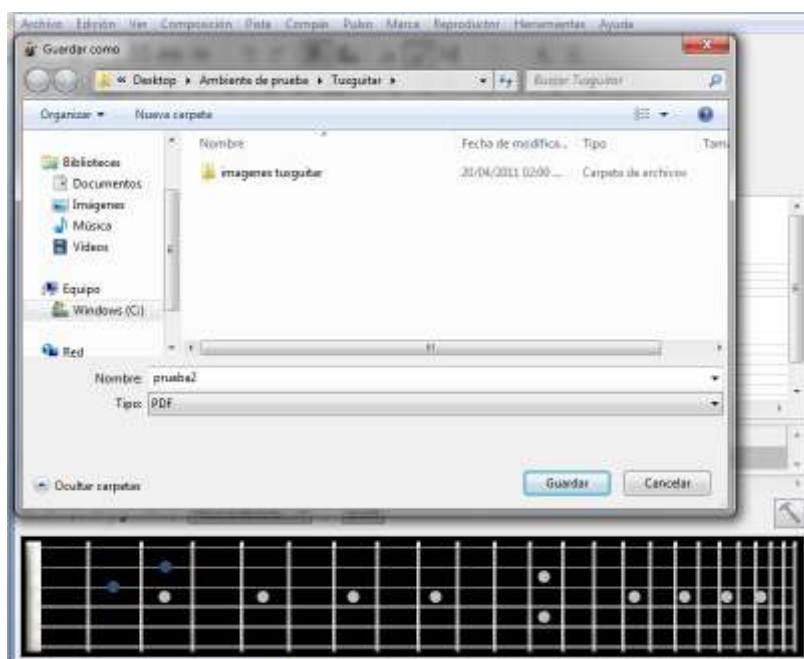 Archivo Edición Ver Composición Pista Compás Pulso Marca Reproductor Herramientas Ayuda
Guardar como
« Desktop Ambiente de prueba Tuxguitar
Buscar Tuxguitar
Organizar Nueva carpeta
Nombre Fecha de modifica... Tipo Tam
Bibliotecas
imagenes tuxguitar 20/04/2011 02:00 ... Carpeta de archivos
Documentos
Imágenes
Música
Vídeos
Equipo
Windows (C:)
Red
Nombre: prueba2
Tipo: PDF
Ocultar carpetas Guardar Cancelar